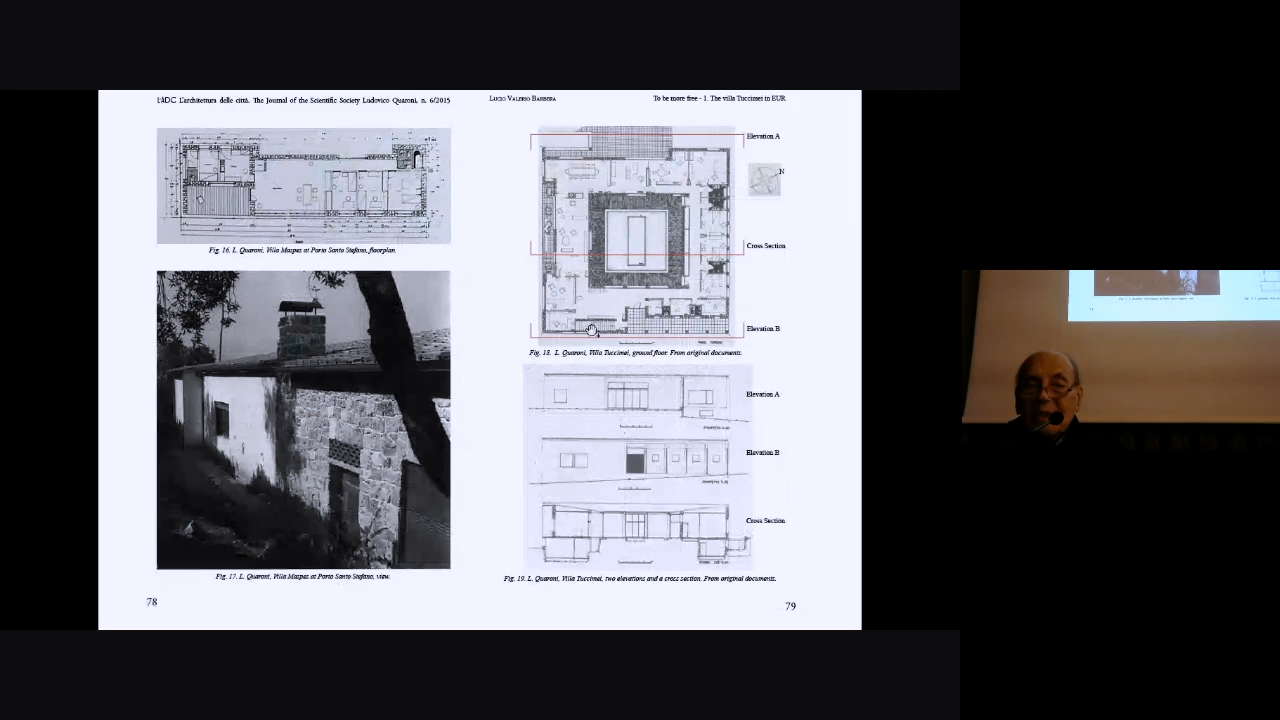 L'ADC L'architettura delle città. The Journal of the Scientific Society Ludovico Quaroni, n. 6/2015
Fig. 16. L. Quaroni, Villa Maspes at Porto Santo Stefano, floorplan.
Fig. 17. L. Quaroni, Villa Maspes at Porto Santo Stefano, view.
78
Lucio Valerio Barbera
To be more free - 1. The villa Tuccimei in EUR
Elevation A
N
Cross Section
Elevation B
Fig. 18. L. Quaroni, Villa Tuccimei, ground floor. From original documents.
Elevation A
Elevation B
Cross Section
Fig. 19. L. Quaroni, Villa Tuccimei, two elevations and a cross section. From original documents.
79